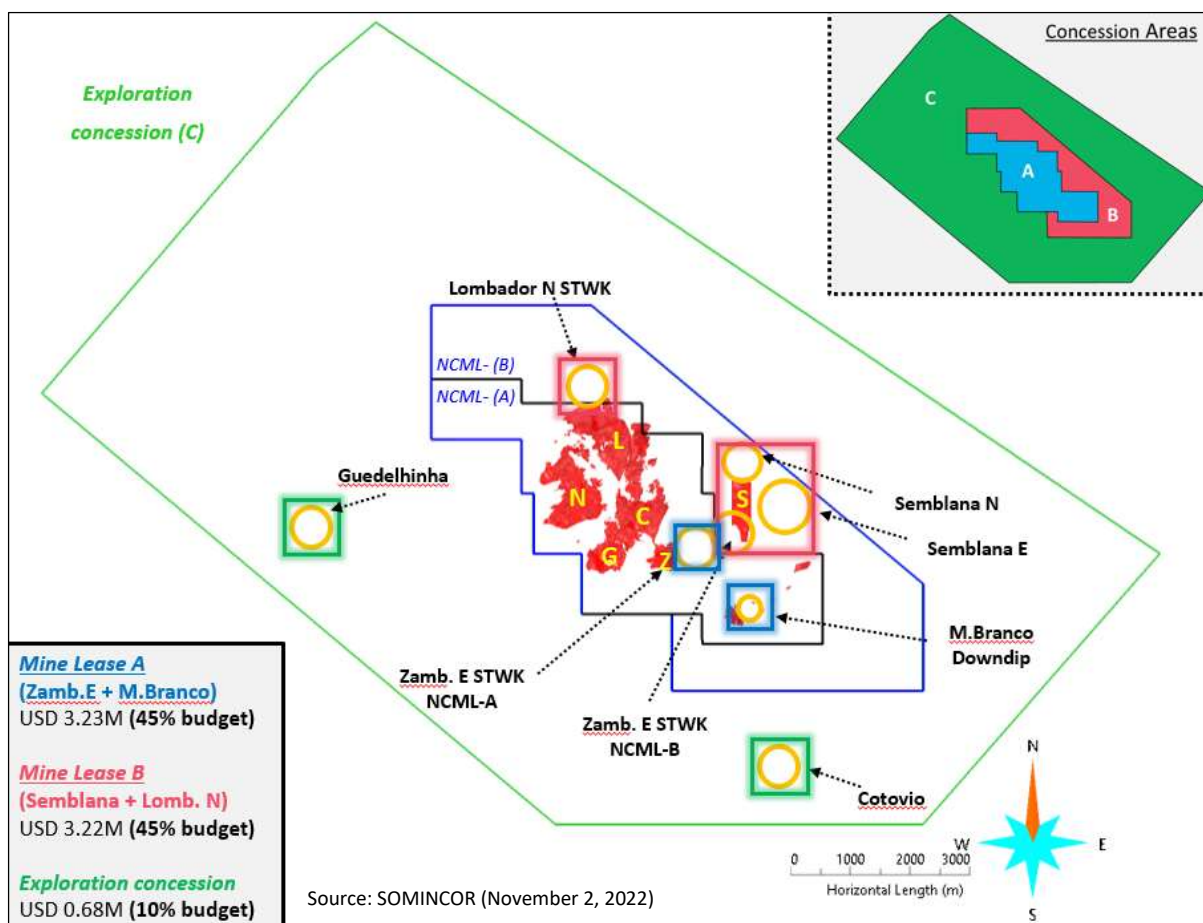 Concession Areas
C
A
B
Exploration
concession (C)
Lombador N STWK
NCML- (B)
NCML- (A)
L
Guedelhinha
N
S
C
Semblana N
G
Z
Semblana E
M.Branco
Downdip
Zamb. E STWK
NCML-A
Zamb. E STWK
NCML-B
Cotovio
Mine Lease A
(Zamb.E + M.Branco)
USD 3.23M (45% budget)
Mine Lease B
(Semblana + Lomb. N)
USD 3.22M (45% budget)
Exploration concession
USD 0.68M (10% budget)
Source: SOMINCOR (November 2, 2022)
N
W
E
S
0 1000 2000 3000
Horizontal Length (m)